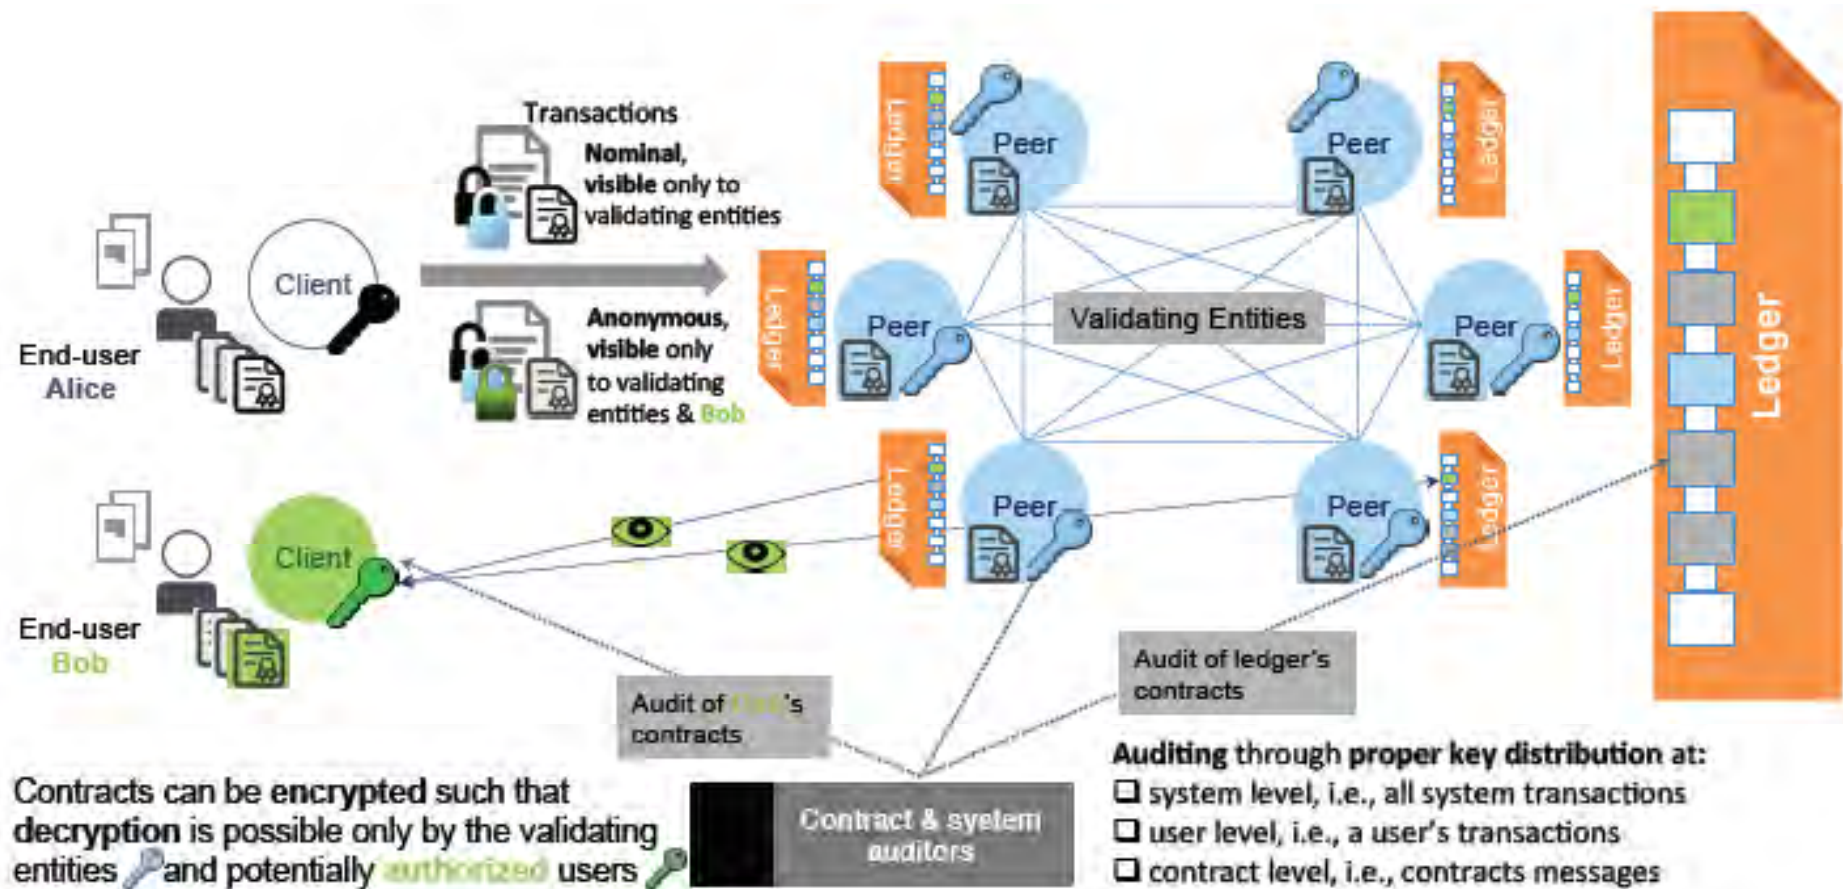 Transactions
Nominal,
visible only to
validating entities
Client
End-user
Alice
Anonymous,
visible only
to validating
entities & Bob
Ledger
Peer
Peer
Ledger
Ledger
Peer
Validating Entities
Peer
Ledger
Ledger
Peer
Peer
Ledger
Ledger
Client
End-user
Bob
Audit of 's
contracts
Audit of ledger's
contracts
Contract & system
auditors
Contracts can be encrypted such that
decryption is possible only by the validating
entities and potentially authorized users
Auditing through proper key distribution at:
system level, i.e., all system transactions
user level, i.e., a user's transactions
contract level, i.e., contracts messages